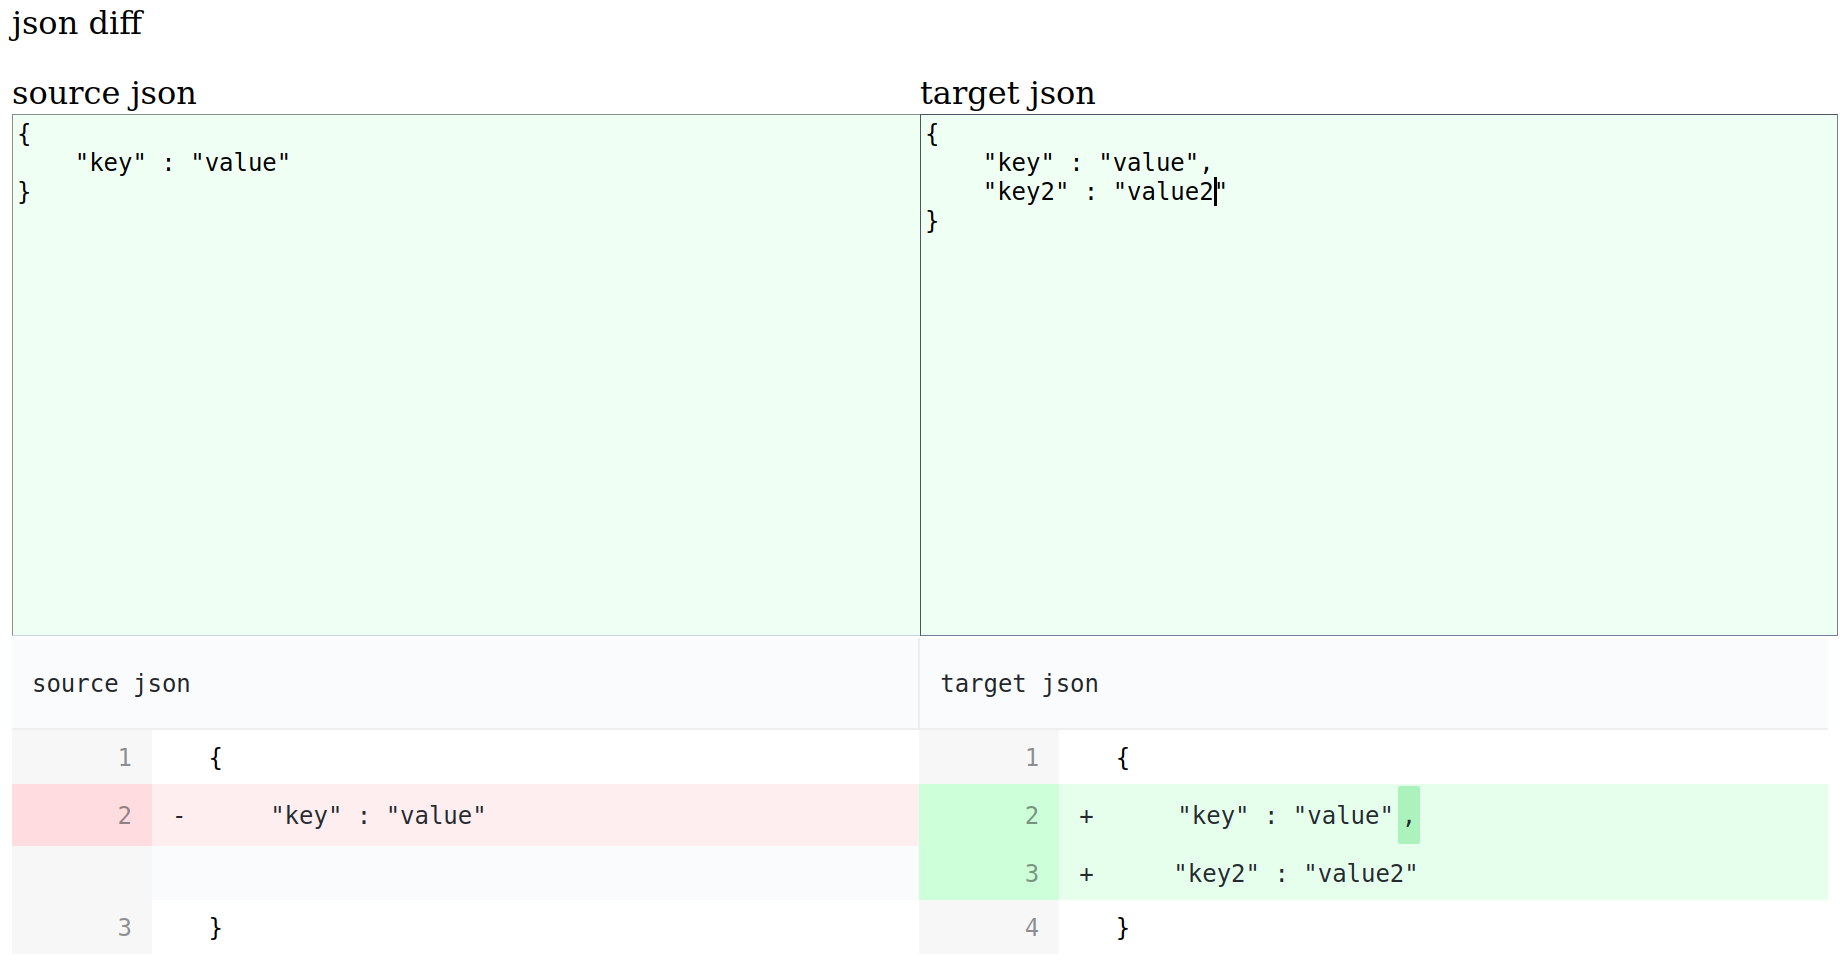 json diff
source json
{
    "key" : "value"
}
target json
{
    "key" : "value",
    "key2" : "value2"
}
source json
1 {
2 -    "key" : "value"
3 }
target json
1 {
2 +    "key" : "value",
3 +    "key2" : "value2"
4 }